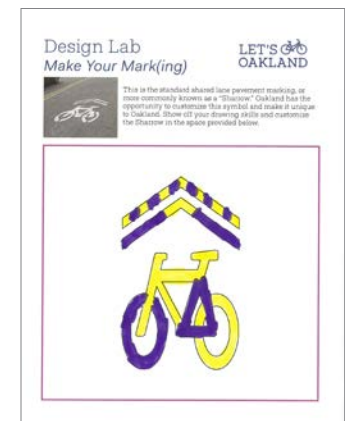 Design Lab
Make Your Mark(ing)
LET'S
OAKLAND
This is the standard shared lane pavement marking, or
more commonly known as a "Sharrow." Oakland has the
opportunity to customize this symbol and make it unique
to Oakland. Show off your drawing skills and customize
the Sharrow in the space provided below.